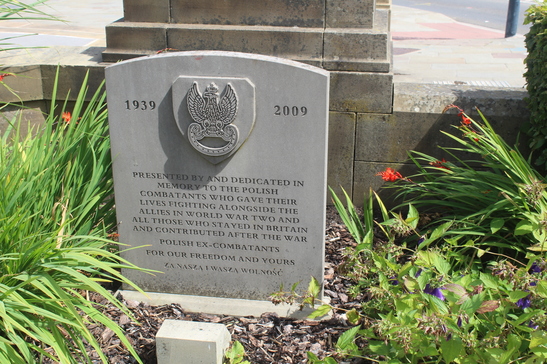 1939 2009
PRESENTED BY AND DEDICATED IN
MEMORY TO THE POLISH
COMBATANTS WHO GAVE THEIR
LIVES FIGHTING ALONGSIDE THE
ALLIES IN WORLD WAR TWO AND
ALL THOSE WHO STAYED IN BRITAIN
AND CONTRIBUTED AFTER THE WAR
POLISH EX-COMBATANTS
FOR OUR FREEDOM AND YOURS
ZA NASZĄ I WASZĄ WOLNOŚĆ